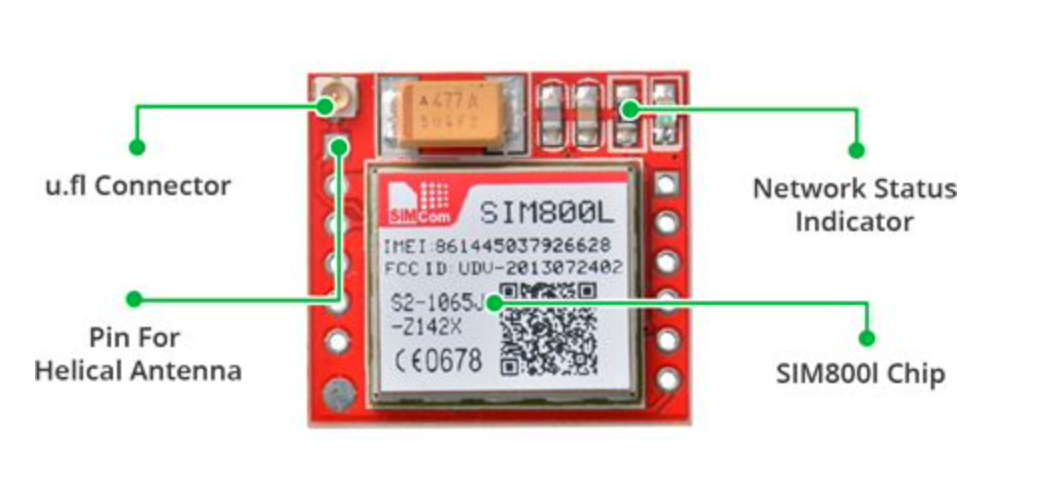 A477A
u.fl Connector
Network Status
Indicator
SIMCom
SIM800L
IMEI:861445037926628
FCC ID:UDV-2013072402
S2-1065J
-Z142X
CE0678
Pin For
Helical Antenna
SIM800l Chip